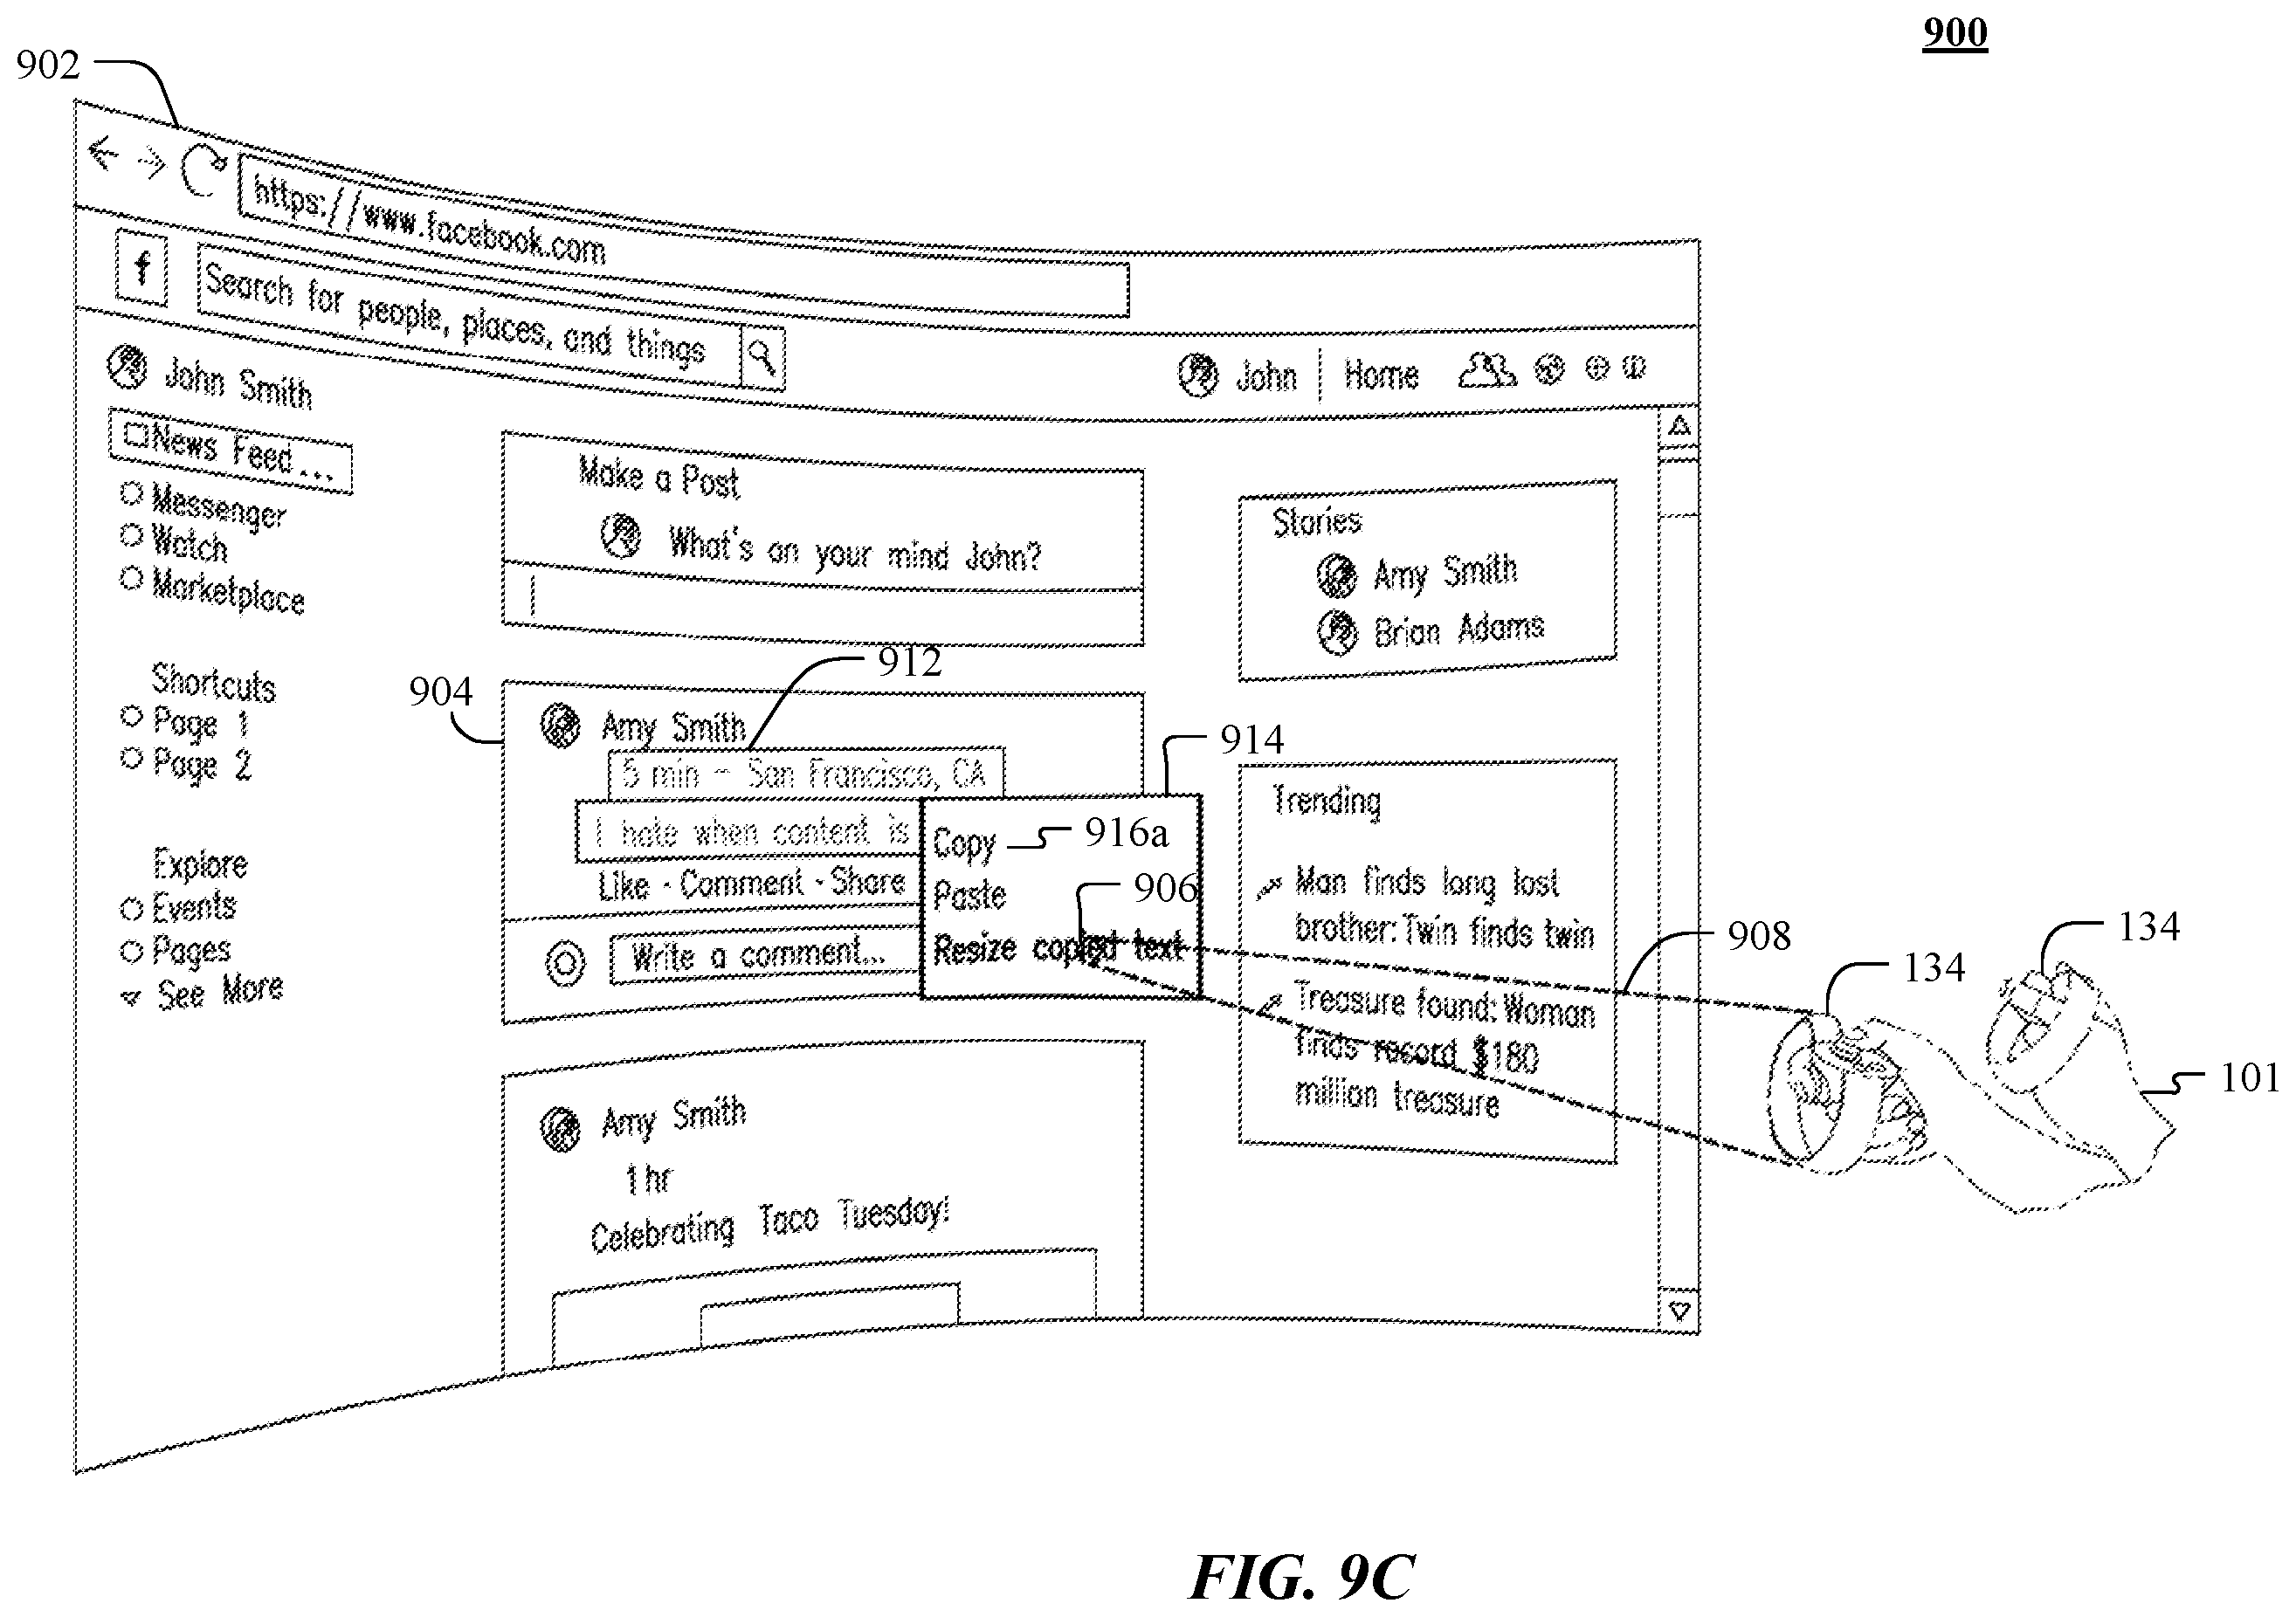 900
902
https://www.facebook.com
f
Search for people, places, and things
John | Home
John Smith
News Feed...
Messenger
Watch
Marketplace
Shortcuts
Page 1
Page 2
Explore
Events
Pages
See More
Make a Post
What's on your mind John?
912
904
Amy Smith
5 min - San Francisco, CA
I hate when content is
Like · Comment · Share
Write a comment...
914
Copy
916a
Paste
906
Resize copied text
Amy Smith
1 hr
Celebrating Taco Tuesday!
Stories
Amy Smith
Brian Adams
Trending
Man finds long lost
brother: Twin finds twin
Treasure found: Woman
finds record $180
million treasure
908
134
134
101
FIG. 9C